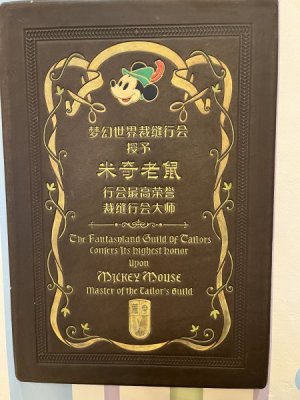 梦幻世界裁缝行会
授予
米奇老鼠
行会最高荣誉
裁缝行会大师
The Fantasyland Guild Of Tailors
Confers Its Highest Honor
Upon
Mickey Mouse
Master of the Tailor's Guild